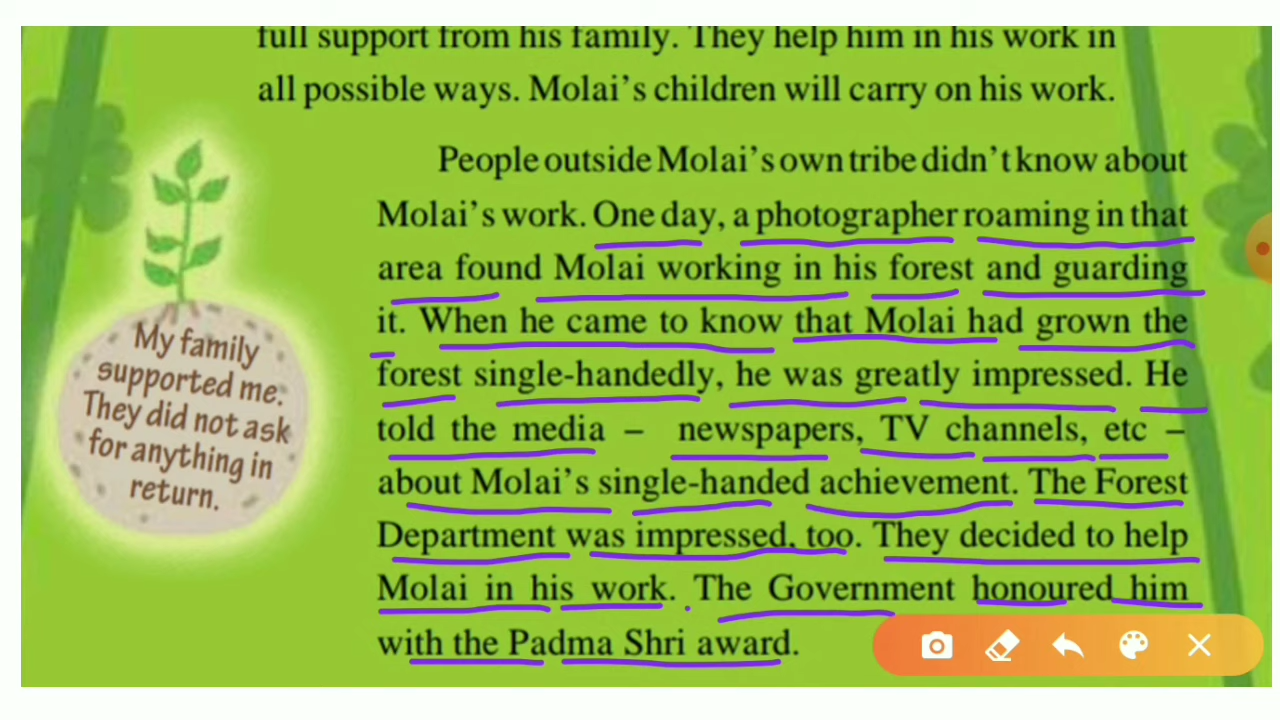 full support from his family. They help him in his work in
all possible ways. Molai's children will carry on his work.
People outside Molai's own tribe didn't know about
Molai's work. One day, a photographer roaming in that
area found Molai working in his forest and guarding
it. When he came to know that Molai had grown the
forest single-handedly, he was greatly impressed. He
told the media – newspapers, TV channels, etc –
about Molai's single-handed achievement. The Forest
Department was impressed, too. They decided to help
Molai in his work. The Government honoured him
with the Padma Shri award.
My family
supported me.
They did not ask
for anything in
return.